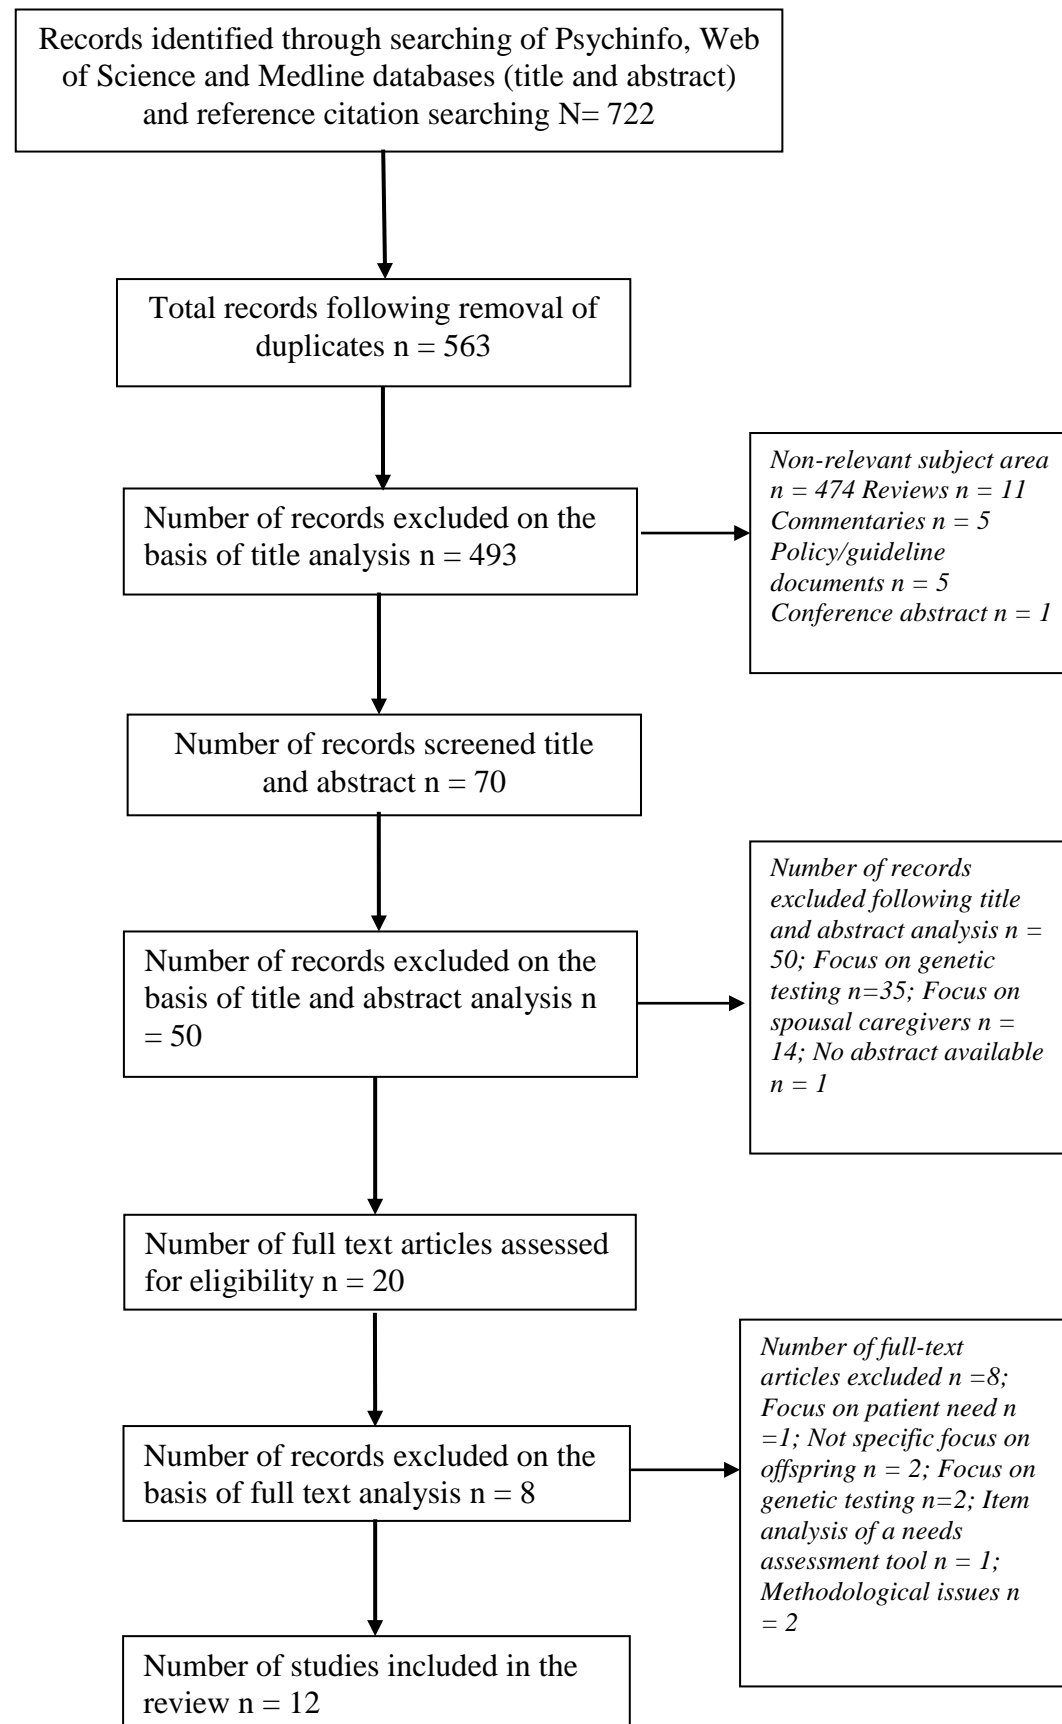 Records identified through searching of Psychinfo, Web
of Science and Medline databases (title and abstract)
and reference citation searching N= 722
Total records following removal of
duplicates n = 563
Number of records excluded on the
basis of title analysis n = 493
Non-relevant subject area
n = 474 Reviews n = 11
Commentaries n = 5
Policy/guideline
documents n = 5
Conference abstract n = 1
Number of records screened title
and abstract n = 70
Number of records excluded on the
basis of title and abstract analysis n
= 50
Number of records
excluded following title
and abstract analysis n =
50; Focus on genetic
testing n=35; Focus on
spousal caregivers n =
14; No abstract available
n = 1
Number of full text articles assessed
for eligibility n = 20
Number of records excluded on the
basis of full text analysis n = 8
Number of full-text
articles excluded n =8;
Focus on patient need n
=1; Not specific focus on
offspring n = 2; Focus on
genetic testing n=2; Item
analysis of a needs
assessment tool n = 1;
Methodological issues n
= 2
Number of studies included in the
review n = 12